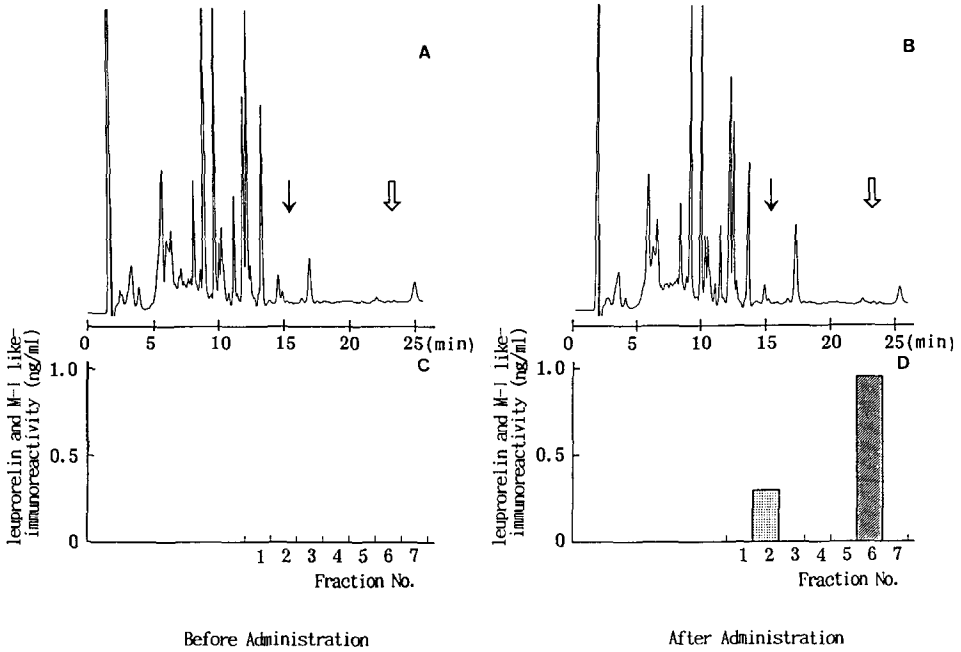 A
B
0 5 10 15 20 25(min)
0 5 10 15 20 25(min)
leuprorelin and M-I like-
immunoreactivity (ng/ml)
C
1.0
0.5
0
1 2 3 4 5 6 7
Fraction No.
leuprorelin and M-I like-
immunoreactivity (ng/ml)
D
1.0
0.5
0
1 2 3 4 5 6 7
Fraction No.
Before Administration
After Administration